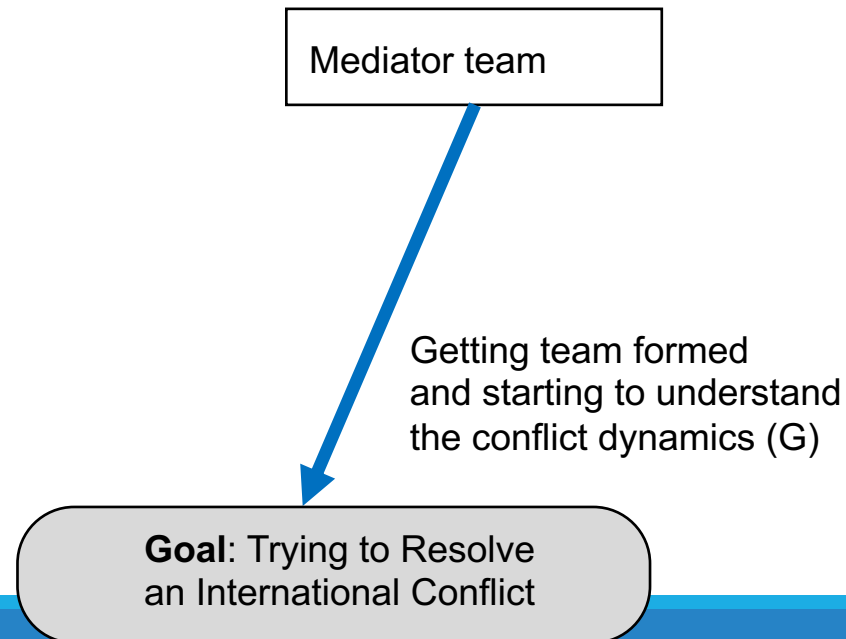 Mediator team
Getting team formed
and starting to understand
the conflict dynamics (G)
Goal: Trying to Resolve
an International Conflict